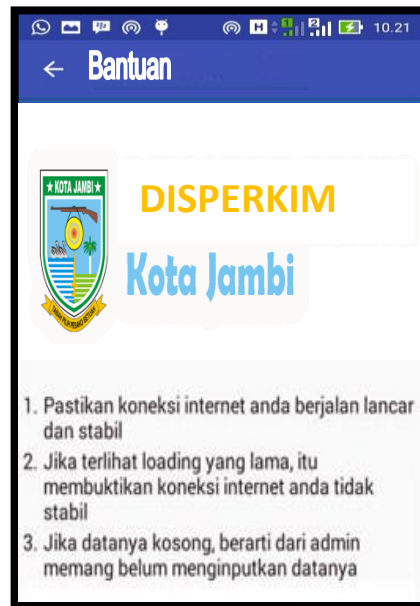 10.21
Bantuan
KOTA JAMBI
DISPERKIM
Kota Jambi
1. Pastikan koneksi internet anda berjalan lancar
dan stabil
2. Jika terlihat loading yang lama, itu
membuktikan koneksi internet anda tidak
stabil
3. Jika datanya kosong, berarti dari admin
memang belum menginputkan datanya